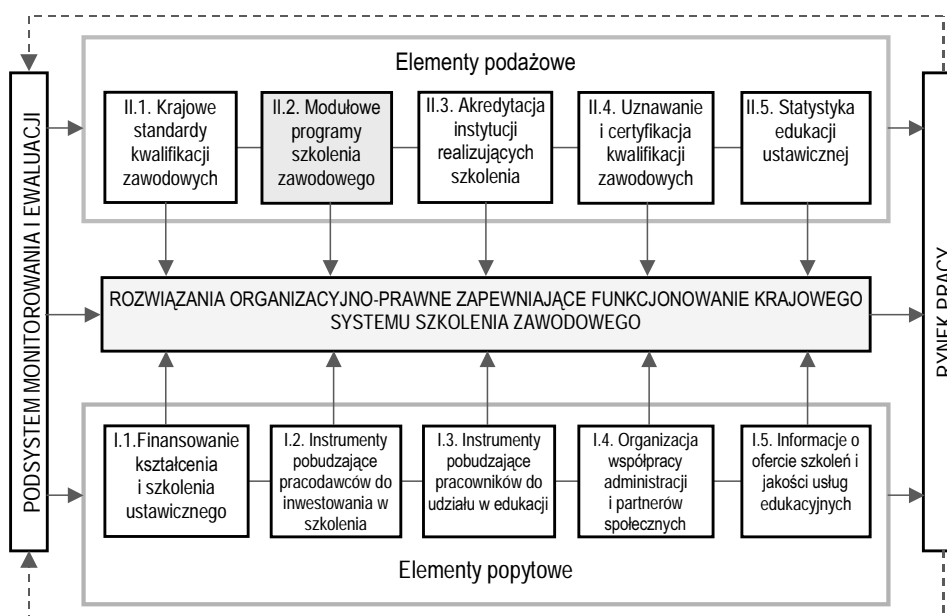 Elementy podażowe
II.1. Krajowe
standardy
kwalifikacji
zawodowych
II.2. Modułowe
programy
szkolenia
zawodowego
II.3. Akredytacja
instytucji
realizujących
szkolenia
II.4. Uznawanie
i certyfikacja
kwalifikacji
zawodowych
II.5. Statystyka
edukacji
ustawicznej
PODSYSTEM MONITOROWANIA I EWALUACJI
ROZWIĄZANIA ORGANIZACYJNO-PRAWNE ZAPEWNIAJĄCE FUNKCJONOWANIE KRAJOWEGO
SYSTEMU SZKOLENIA ZAWODOWEGO
RYNEK PRACY
I.1.Finansowanie
kształcenia
i szkolenia
ustawicznego
I.2. Instrumenty
pobudzające
pracodawców do
inwestowania w
szkolenia
I.3. Instrumenty
pobudzające
pracowników do
udziału w edukacji
I.4. Organizacja
współpracy
administracji
i partnerów
społecznych
I.5. Informacje o
ofercie szkoleń i
jakości usług
edukacyjnych
Elementy popytowe